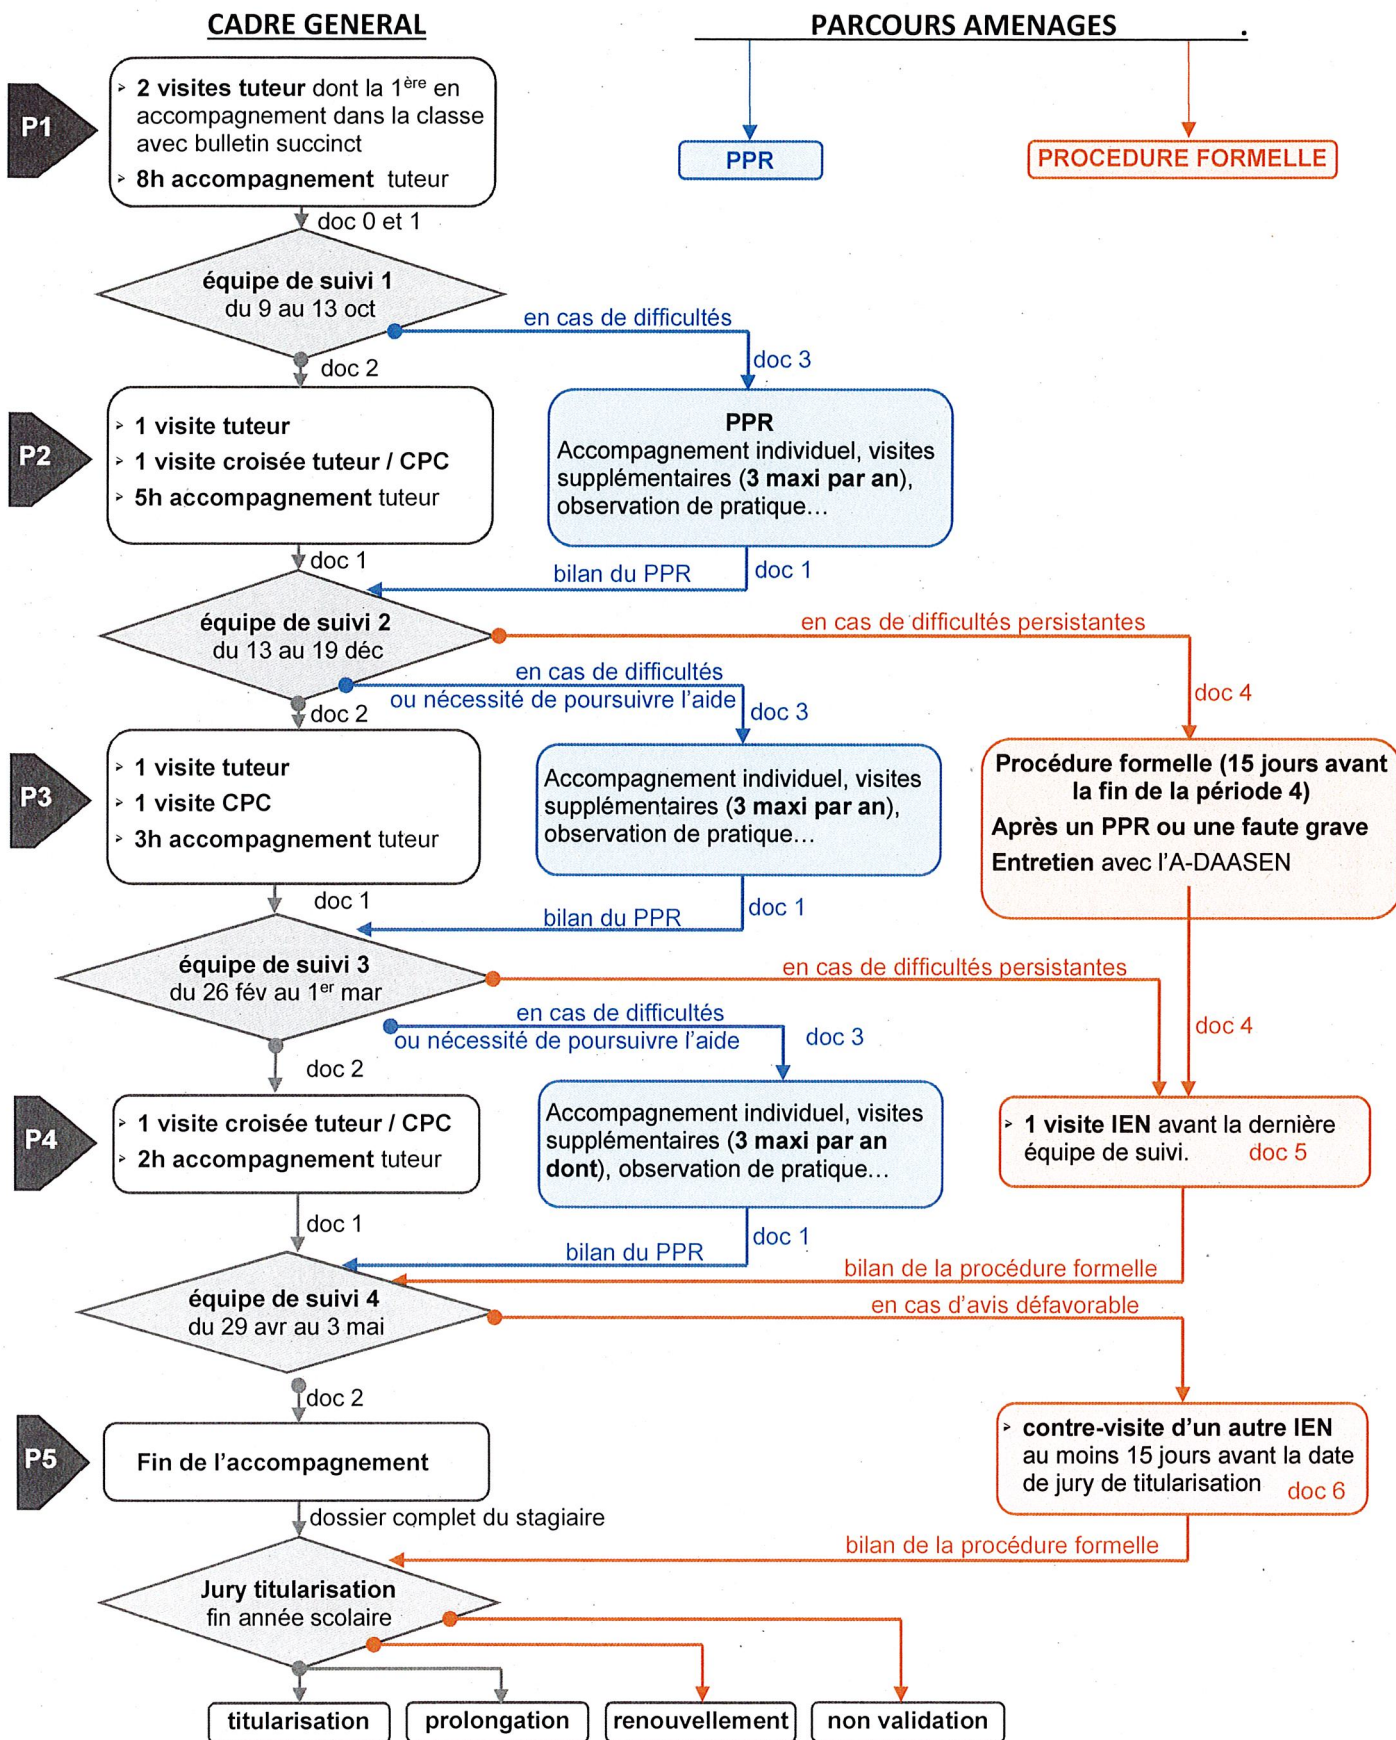 CADRE GENERAL
PARCOURS AMENAGES .
P1
➢ 2 visites tuteur dont la 1ère en
accompagnement dans la classe
avec bulletin succinct
➢ 8h accompagnement tuteur
PPR
PROCEDURE FORMELLE
doc 0 et 1
équipe de suivi 1
du 9 au 13 oct
en cas de difficultés
doc 3
doc 2
P2
➢ 1 visite tuteur
➢ 1 visite croisée tuteur / CPC
➢ 5h accompagnement tuteur
PPR
Accompagnement individuel, visites
supplémentaires (3 maxi par an),
observation de pratique…
doc 1
bilan du PPR
doc 1
équipe de suivi 2
du 13 au 19 déc
en cas de difficultés persistantes
doc 4
en cas de difficultés
ou nécessité de poursuivre l'aide
doc 3
doc 2
P3
➢ 1 visite tuteur
➢ 1 visite CPC
➢ 3h accompagnement tuteur
Accompagnement individuel, visites
supplémentaires (3 maxi par an),
observation de pratique…
Procédure formelle (15 jours avant
la fin de la période 4)
Après un PPR ou une faute grave
Entretien avec l'A-DAASEN
doc 1
bilan du PPR
doc 1
équipe de suivi 3
du 26 fév au 1er mar
en cas de difficultés persistantes
doc 4
en cas de difficultés
ou nécessité de poursuivre l'aide
doc 3
doc 2
P4
➢ 1 visite croisée tuteur / CPC
➢ 2h accompagnement tuteur
Accompagnement individuel, visites
supplémentaires (3 maxi par an
dont), observation de pratique…
➢ 1 visite IEN avant la dernière
équipe de suivi. doc 5
doc 1
bilan du PPR
doc 1
bilan de la procédure formelle
équipe de suivi 4
du 29 avr au 3 mai
en cas d'avis défavorable
doc 2
P5
Fin de l'accompagnement
➢ contre-visite d'un autre IEN
au moins 15 jours avant la date
de jury de titularisation doc 6
dossier complet du stagiaire
bilan de la procédure formelle
Jury titularisation
fin année scolaire
titularisation
prolongation
renouvellement
non validation